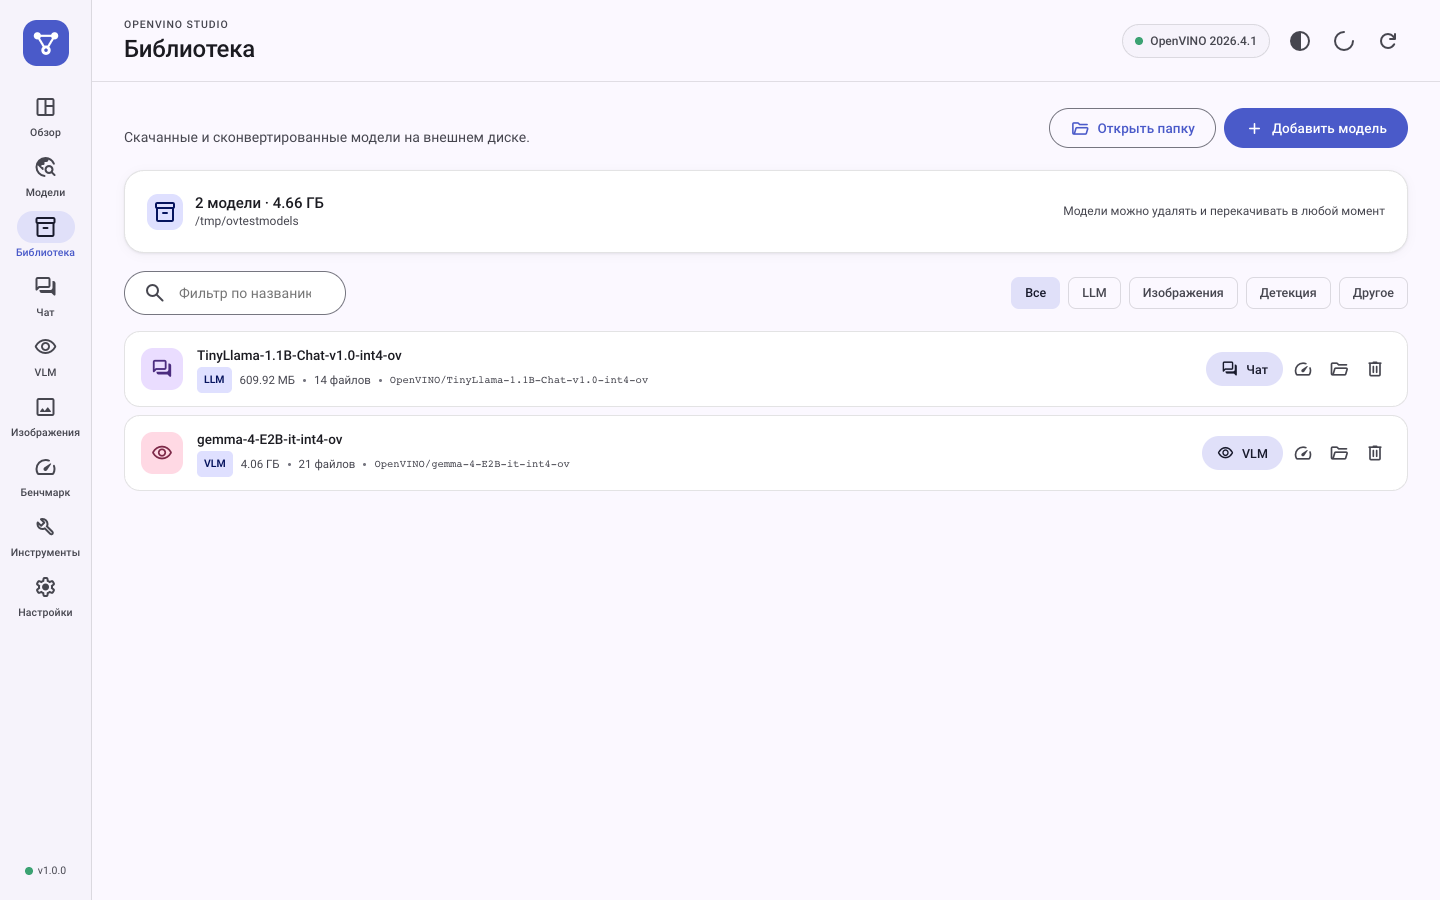 OPENVINO STUDIO
Библиотека
OpenVINO 2026.4.1
Обзор
Модели
Библиотека
Чат
VLM
Изображения
Бенчмарк
Инструменты
Настройки
v1.0.0
Скачанные и сконвертированные модели на внешнем диске.
Открыть папку
Добавить модель
2 модели · 4.66 ГБ
/tmp/ovtestmodels
Модели можно удалять и перекачивать в любой момент
Фильтр по названию
Все
LLM
Изображения
Детекция
Другое
TinyLlama-1.1B-Chat-v1.0-int4-ov
LLM 609.92 МБ • 14 файлов • OpenVINO/TinyLlama-1.1B-Chat-v1.0-int4-ov
Чат
gemma-4-E2B-it-int4-ov
VLM 4.06 ГБ • 21 файлов • OpenVINO/gemma-4-E2B-it-int4-ov
VLM